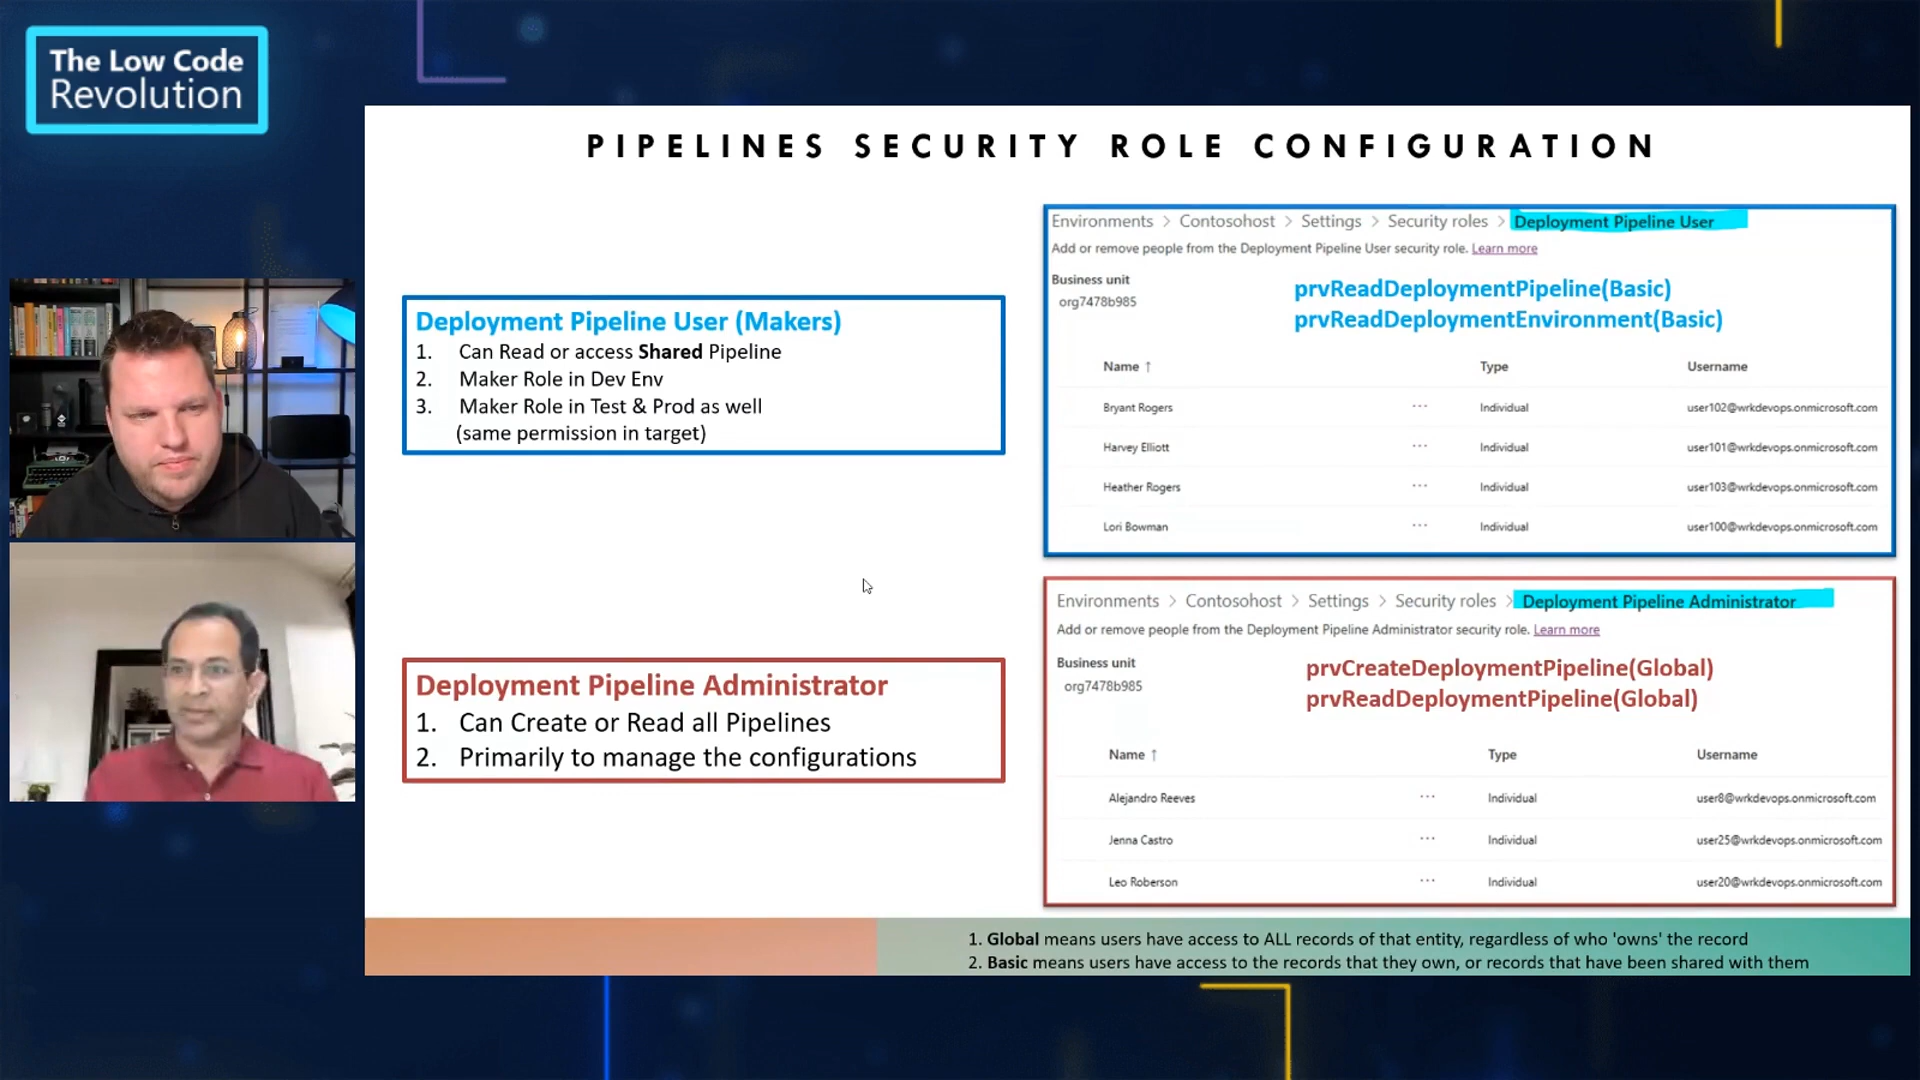 The Low Code
Revolution
PIPELINES SECURITY ROLE CONFIGURATION
Deployment Pipeline User (Makers)
1. Can Read or access Shared Pipeline
2. Maker Role in Dev Env
3. Maker Role in Test & Prod as well
(same permission in target)
Deployment Pipeline Administrator
1. Can Create or Read all Pipelines
2. Primarily to manage the configurations
Environments > Contosohost > Settings > Security roles > Deployment Pipeline User
Add or remove people from the Deployment Pipeline User security role. Learn more
Business unit
org7478b985
prvReadDeploymentPipeline(Basic)
prvReadDeploymentEnvironment(Basic)
Name ↑ Type Username
Bryant Rogers ... Individual user102@wrkdevops.onmicrosoft.com
Harvey Elliott ... Individual user101@wrkdevops.onmicrosoft.com
Heather Rogers ... Individual user103@wrkdevops.onmicrosoft.com
Lori Bowman ... Individual user100@wrkdevops.onmicrosoft.com
Environments > Contosohost > Settings > Security roles > Deployment Pipeline Administrator
Add or remove people from the Deployment Pipeline Administrator security role. Learn more
Business unit
org7478b985
prvCreateDeploymentPipeline(Global)
prvReadDeploymentPipeline(Global)
Name ↑ Type Username
Alejandro Reeves ... Individual user8@wrkdevops.onmicrosoft.com
Jenna Castro ... Individual user25@wrkdevops.onmicrosoft.com
Leo Roberson ... Individual user20@wrkdevops.onmicrosoft.com
1. Global means users have access to ALL records of that entity, regardless of who 'owns' the record
2. Basic means users have access to the records that they own, or records that have been shared with them